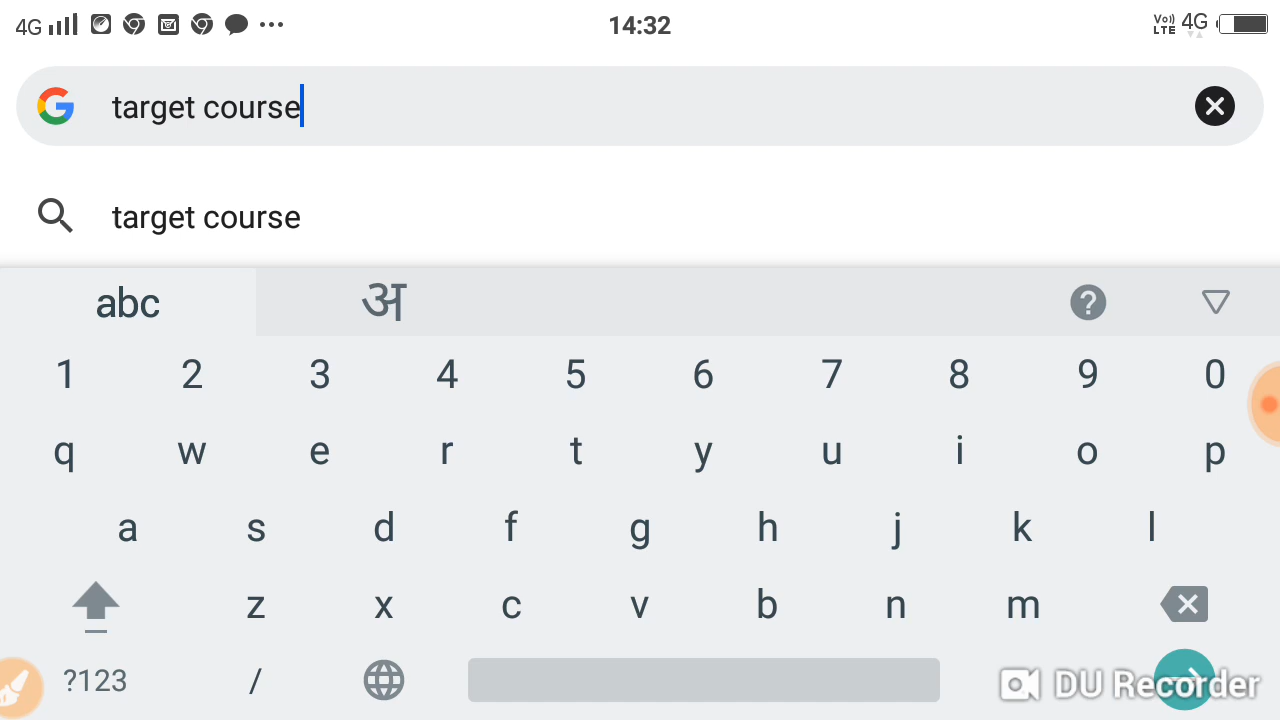 4G 14:32 Vo)) LTE 4G
target course
target course
abc अ
1 2 3 4 5 6 7 8 9 0
q w e r t y u i o p
a s d f g h j k l
z x c v b n m
?123 / DU Recorder